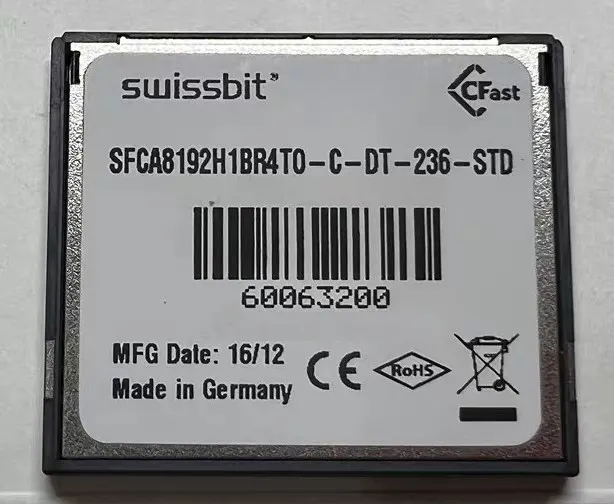 swissbit®
CFast
SFCA8192H1BR4TO-C-DT-236-STD
60063200
MFG Date: 16/12
Made in Germany
CE
RoHS